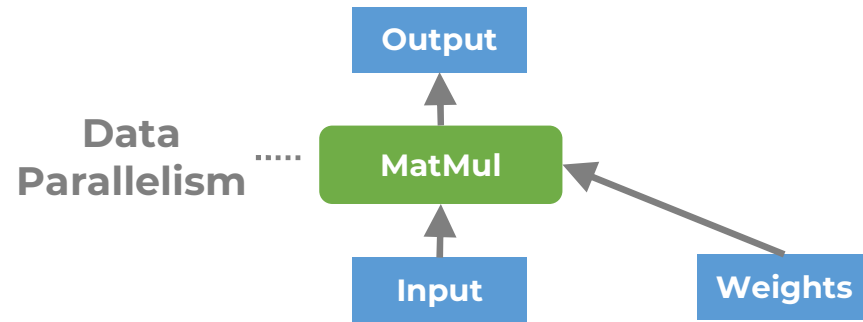 Output
Data
Parallelism
MatMul
Input
Weights